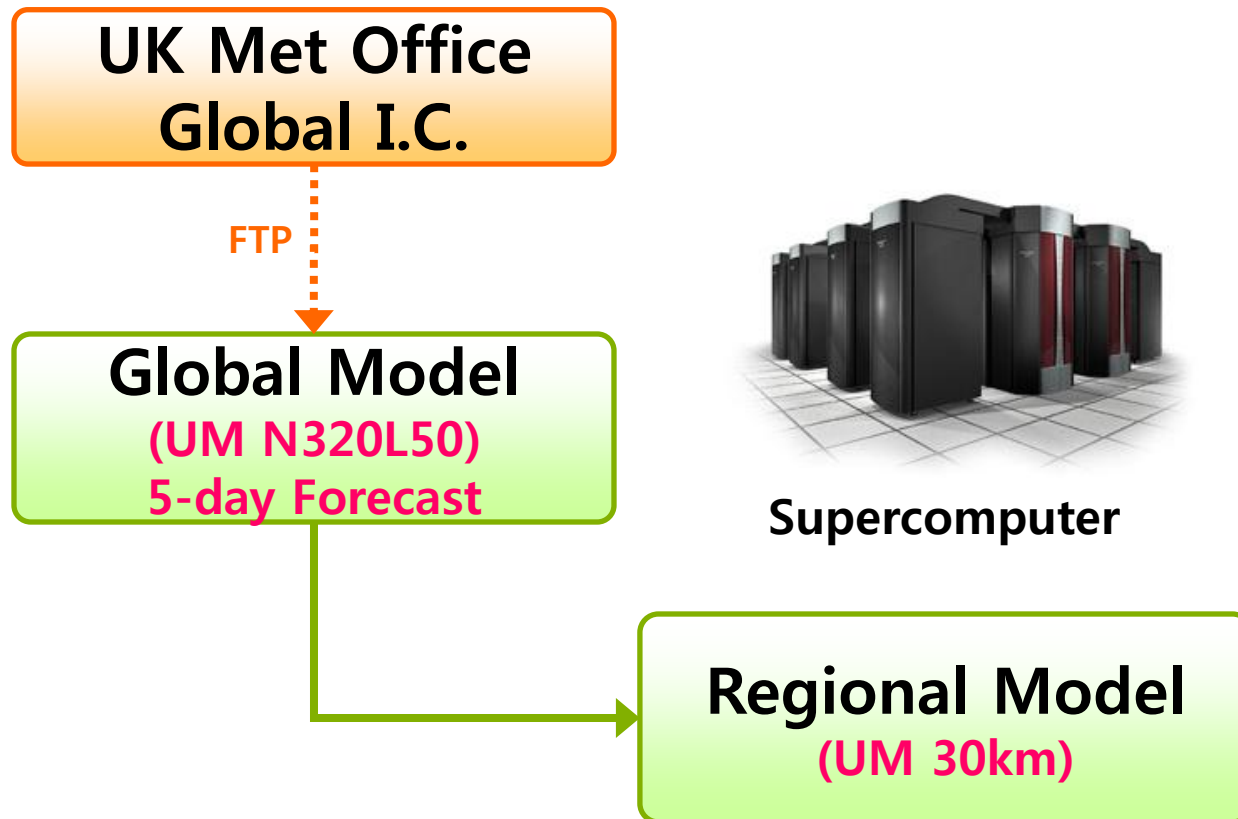 UK Met Office
Global I.C.
FTP
Global Model
(UM N320L50)
5-day Forecast
Supercomputer
Regional Model
(UM 30km)